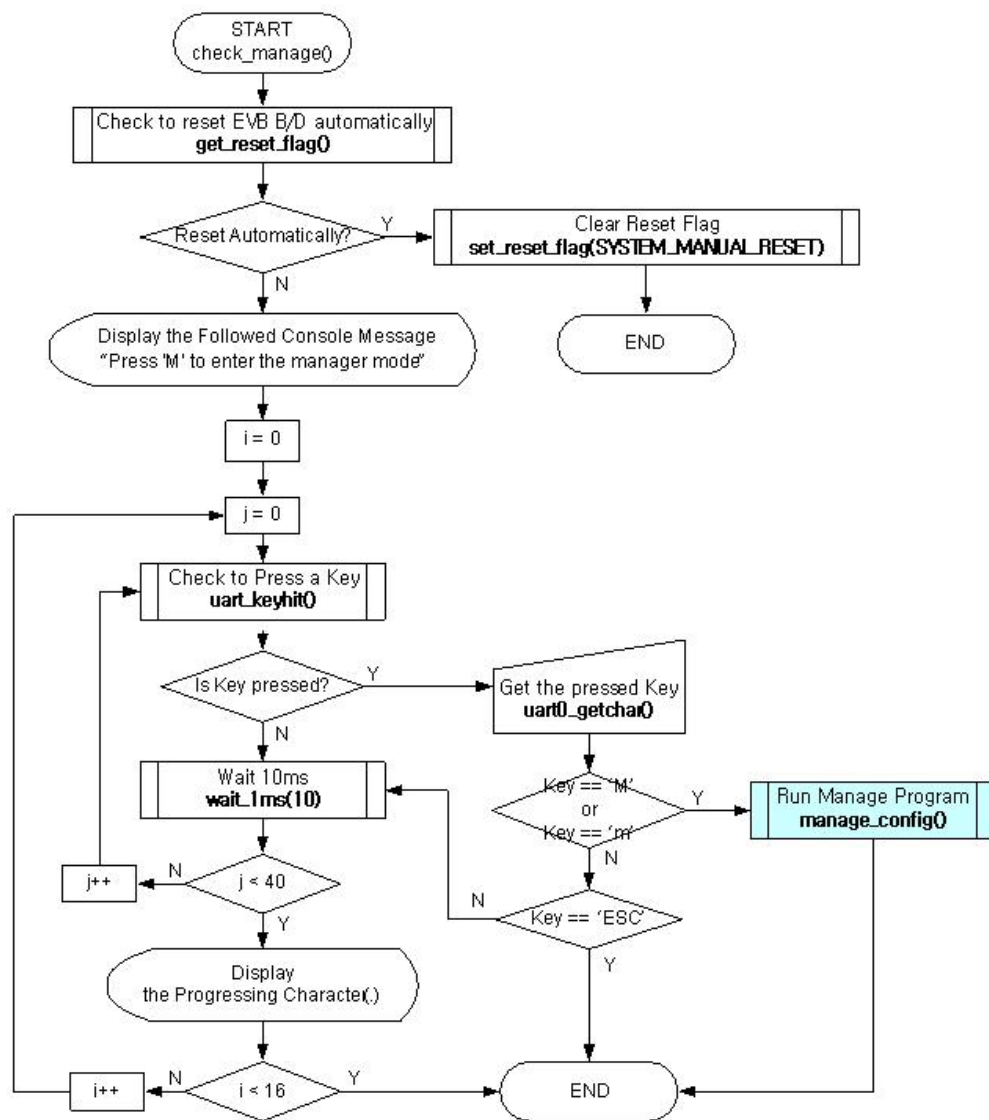 START
check_manage()
Check to reset EVB B/D automatically
get_reset_flag()
Reset Automatically?
Y
N
Clear Reset Flag
set_reset_flag(SYSTEM_MANUAL_RESET)
END
Display the Followed Console Message
“Press 'M' to enter the manager mode”
i = 0
j = 0
Check to Press a Key
uart_keyhit()
Is Key pressed?
Y
N
Get the pressed Key
uart0_getchar()
Wait 10ms
wait_1ms(10)
Key == ‘M’
or
Key == ‘m’
Y
N
Run Manage Program
manage_config()
j++
N
j < 40
Y
N
Key == ‘ESC’
Y
Display
the Progressing Character(.)
i++
N
i < 16
Y
END